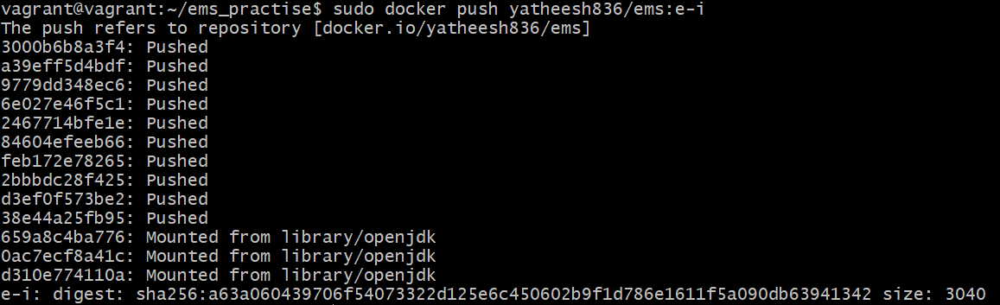 vagrant@vagrant:~/ems_practise$ sudo docker push yatheesh836/ems:e-i
The push refers to repository [docker.io/yatheesh836/ems]
3000b6b8a3f4: Pushed
a39eff5d4bdf: Pushed
9779dd348ec6: Pushed
6e027e46f5c1: Pushed
2467714bfe1e: Pushed
84604efeeb66: Pushed
feb172e78265: Pushed
2bbbdc28f425: Pushed
d3ef0f573be2: Pushed
38e44a25fb95: Pushed
659a8c4ba776: Mounted from library/openjdk
0ac7ecf8a41c: Mounted from library/openjdk
d310e774110a: Mounted from library/openjdk
e-i: digest: sha256:a63a060439706f54073322d125e6c450602b9f1d786e1611f5a090db63941342 size: 3040